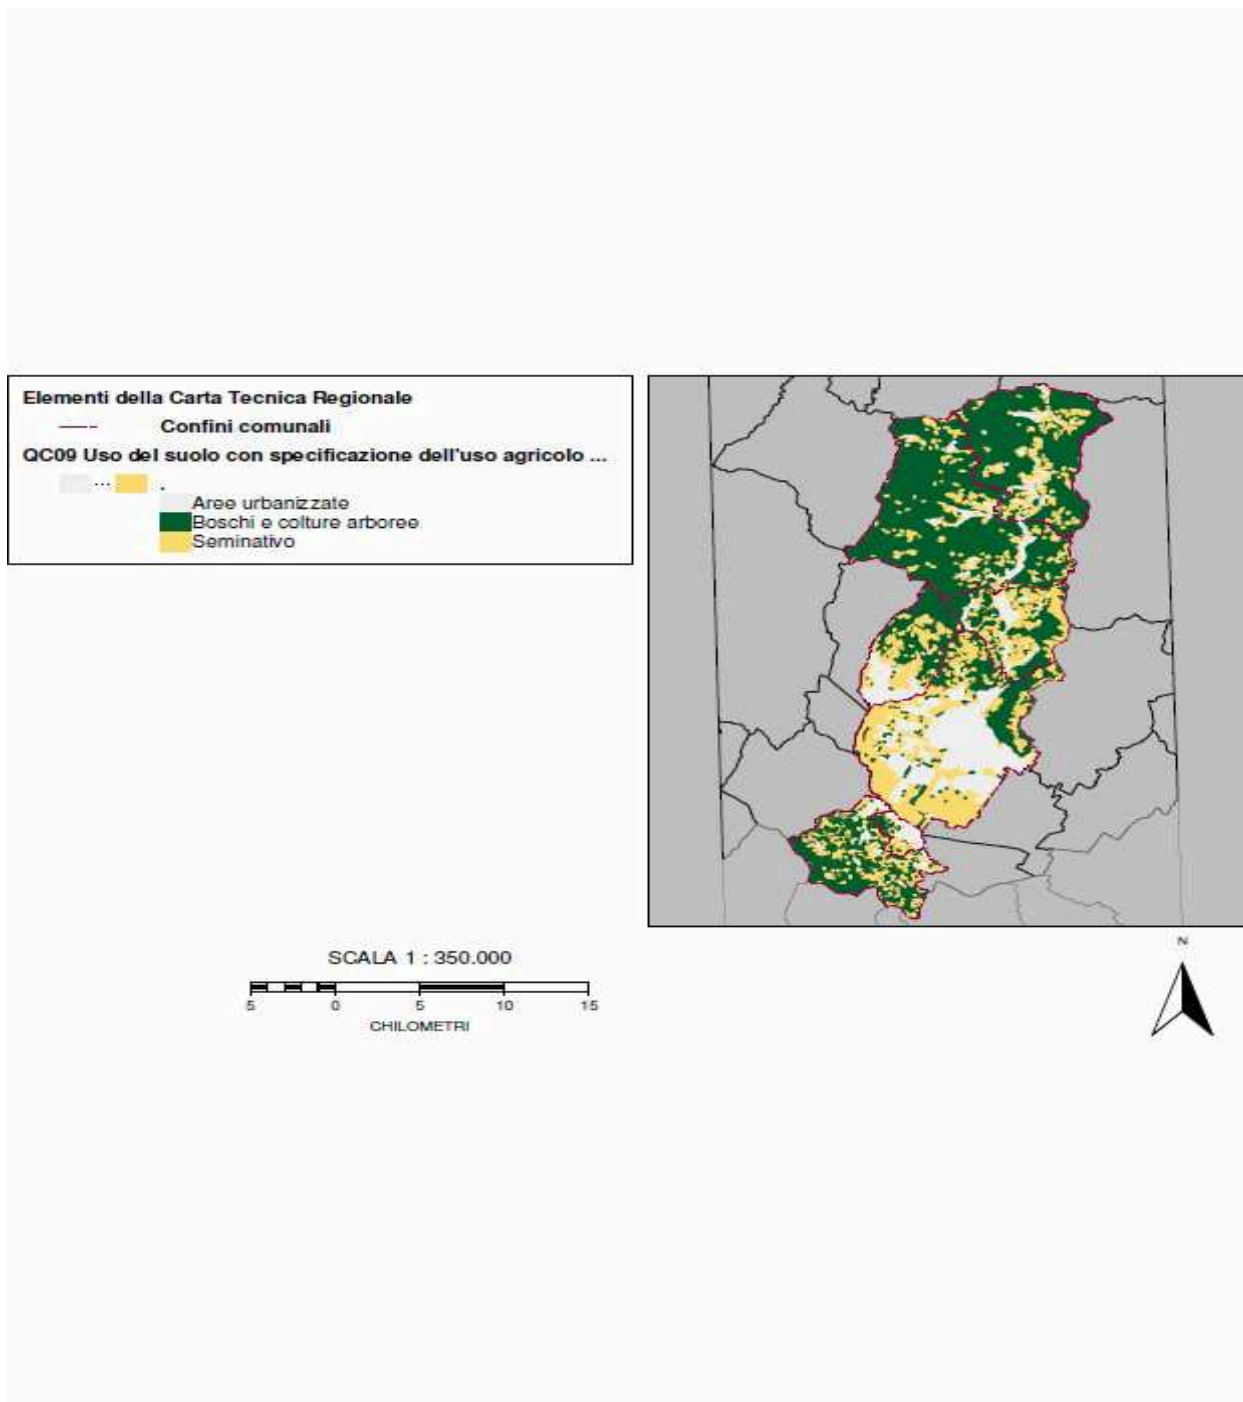 Elementi della Carta Tecnica Regionale
Confini comunali
QC09 Uso del suolo con specificazione dell'uso agricolo ...
... .
Aree urbanizzate
Boschi e colture arboree
Seminativo
N
SCALA 1 : 350.000
5 0 5 10 15
CHILOMETRI